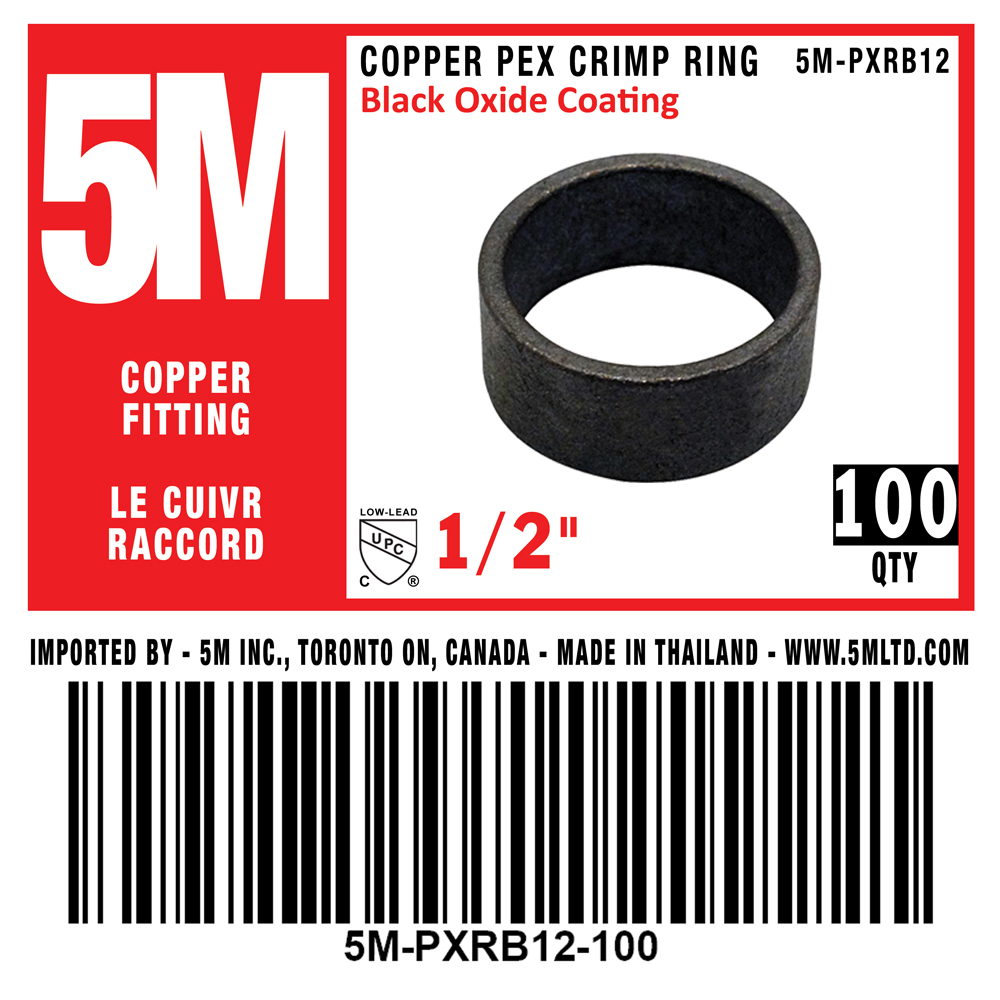 5M
COPPER
FITTING
LE CUIVR
RACCORD
COPPER PEX CRIMP RING 5M-PXRB12
Black Oxide Coating
LOW-LEAD
UPC
C ®
1/2"
100
QTY
IMPORTED BY - 5M INC., TORONTO ON, CANADA - MADE IN THAILAND - WWW.5MLTD.COM
5M-PXRB12-100